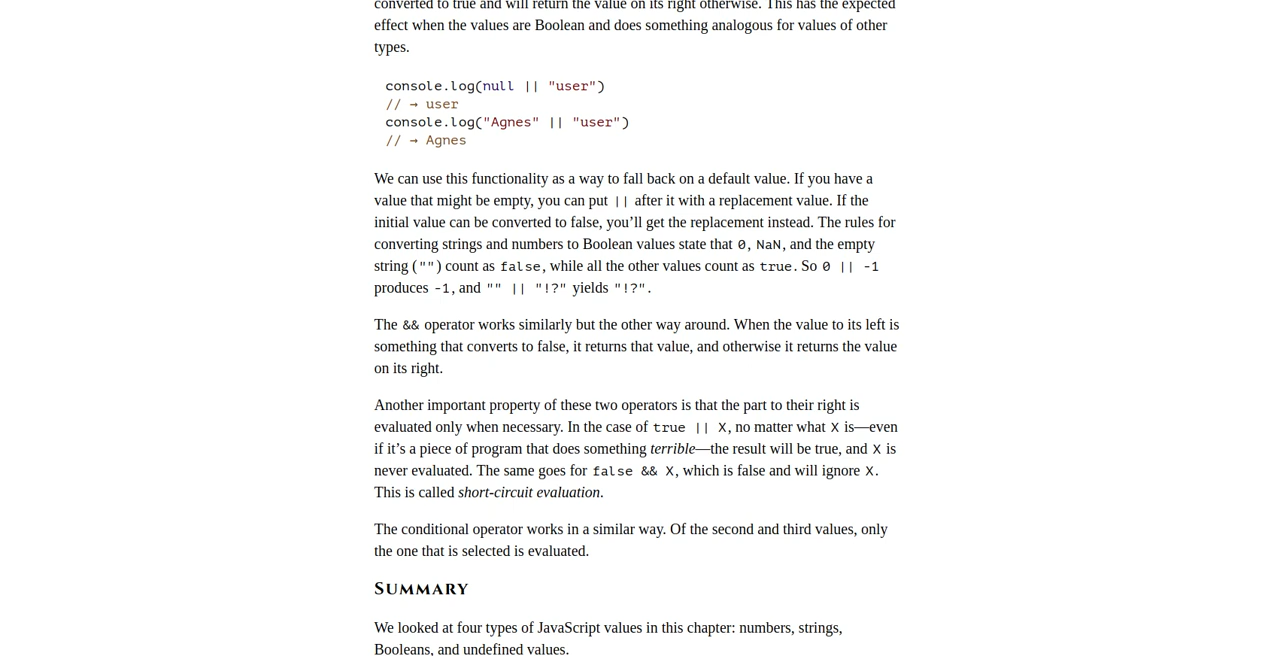 converted to true and will return the value on its right otherwise. This has the expected
effect when the values are Boolean and does something analogous for values of other
types.
console.log(null || "user")
// → user
console.log("Agnes" || "user")
// → Agnes
We can use this functionality as a way to fall back on a default value. If you have a
value that might be empty, you can put || after it with a replacement value. If the
initial value can be converted to false, you’ll get the replacement instead. The rules for
converting strings and numbers to Boolean values state that 0, NaN, and the empty
string ("") count as false, while all the other values count as true. So 0 || -1
produces -1, and "" || "!?" yields "!?".
The && operator works similarly but the other way around. When the value to its left is
something that converts to false, it returns that value, and otherwise it returns the value
on its right.
Another important property of these two operators is that the part to their right is
evaluated only when necessary. In the case of true || X, no matter what X is—even
if it’s a piece of program that does something terrible—the result will be true, and X is
never evaluated. The same goes for false && X, which is false and will ignore X.
This is called short-circuit evaluation.
The conditional operator works in a similar way. Of the second and third values, only
the one that is selected is evaluated.
Summary
We looked at four types of JavaScript values in this chapter: numbers, strings,
Booleans, and undefined values.